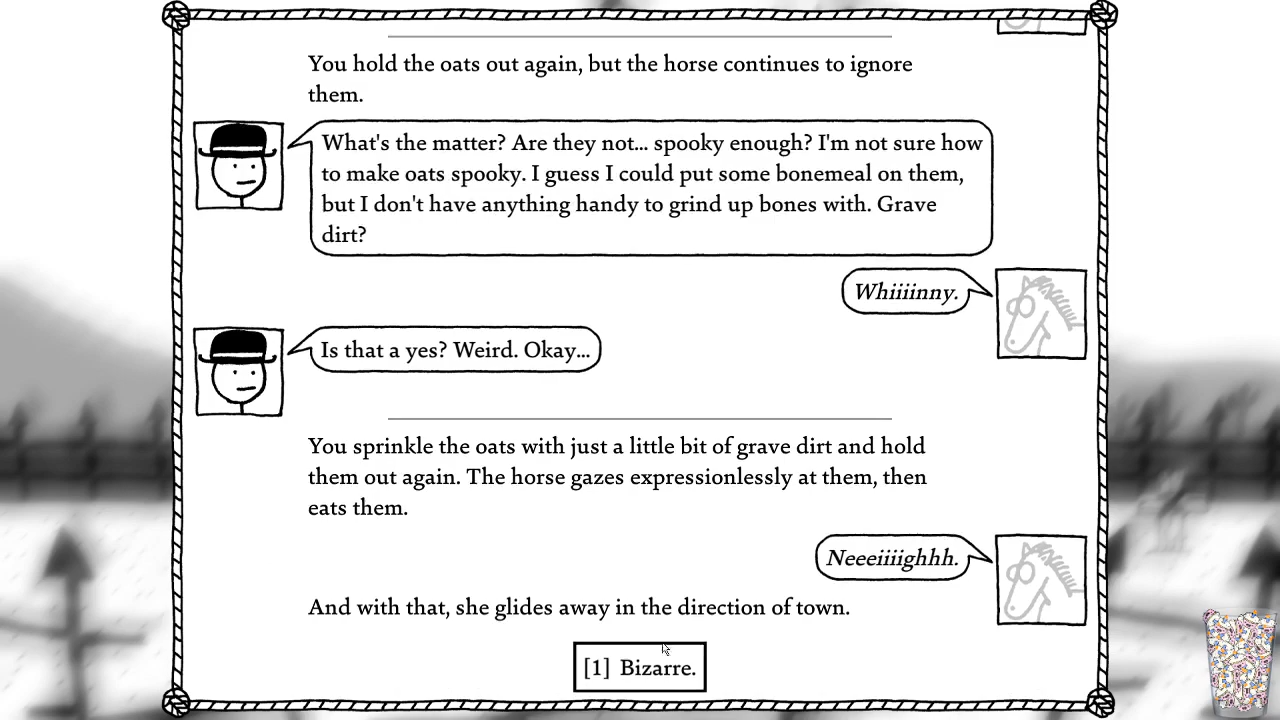 You hold the oats out again, but the horse continues to ignore
them.
What's the matter? Are they not... spooky enough? I'm not sure how
to make oats spooky. I guess I could put some bonemeal on them,
but I don't have anything handy to grind up bones with. Grave
dirt?
Whiiiinny.
Is that a yes? Weird. Okay...
You sprinkle the oats with just a little bit of grave dirt and hold
them out again. The horse gazes expressionlessly at them, then
eats them.
Neeeiiiighhh.
And with that, she glides away in the direction of town.
[1] Bizarre.